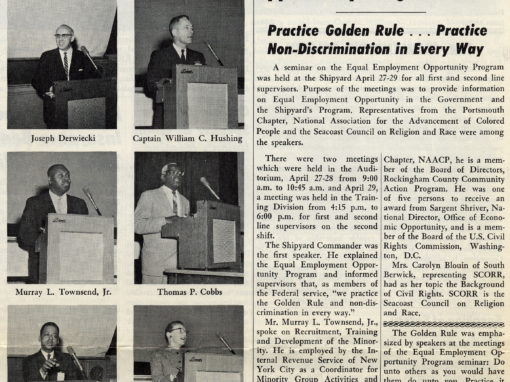 Practice Golden Rule . . . Practice
Non-Discrimination in Every Way
A seminar on the Equal Employment Opportunity Program
was held at the Shipyard April 27-29 for all first and second line
supervisors. Purpose of the meetings was to provide information
on Equal Employment Opportunity in the Government and
the Shipyard's Program. Representatives from the Portsmouth
Chapter, National Association for the Advancement of Colored
People and the Seacoast Council on Religion and Race were among
the speakers.
Joseph Derwiecki
Captain William C. Hushing
Murray L. Townsend, Jr.
Thomas P. Cobbs
There were two meetings
which were held in the Aud-
itorium, April 27-28 from 9:00
a.m. to 10:45 a.m. and April 29,
a meeting was held in the Train-
ing Division from 4:15 p.m. to
6:00 p.m. for first and second
line supervisors on the second
shift.
The Shipyard Commander was
the first speaker. He explained
the Equal Employment Oppor-
tunity Program and informed
supervisors that, as members of
the Federal service, "we practice
the Golden Rule and non-dis-
crimination in every way."
Mr. Murray L. Townsend, Jr.,
spoke on Recruitment, Training
and Development of the Minor-
ity. He is employed by the In-
ternal Revenue Service of New
York City as a Coordinator for
Minority Group Activities and
Chapter, NAACP, he is a mem-
ber of the Board of Directors,
Rockingham County Community
Action Program. He was one
of five persons to receive an
award from Sargent Shriver, Na-
tional Director, Office of Econo-
mic Opportunity, and is a mem-
ber of the Board of the U.S. Civil
Rights Commission, Washing-
ton, D.C.
Mrs. Carolyn Blouin of South
Berwick, representing SCORR,
had as her topic the Background
of Civil Rights. SCORR is the
Seacoast Council on Religion
and Race.
The Golden Rule was empha-
sized by speakers at the meetings
of the Equal Employment Op-
portunity Program seminar: Do
unto others as you would have
them do unto you. Practice it